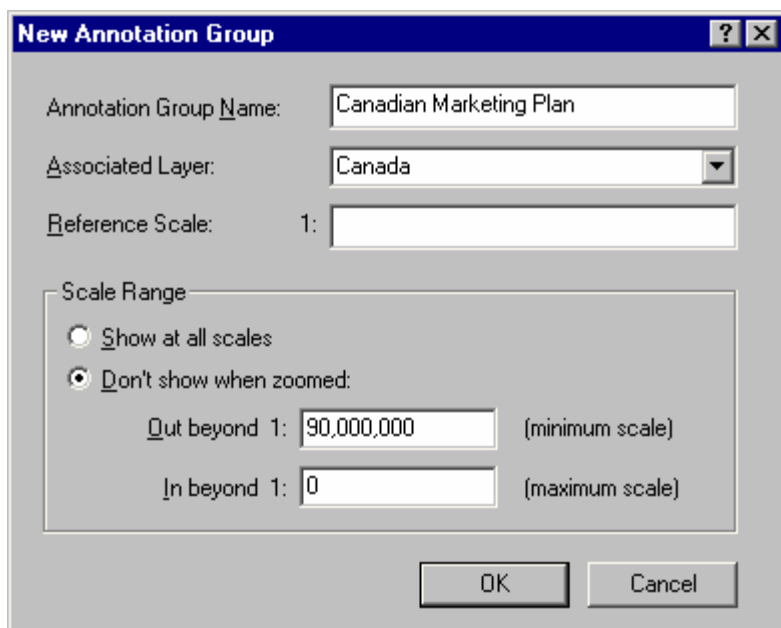 New Annotation Group
Annotation Group Name: Canadian Marketing Plan
Associated Layer: Canada
Reference Scale: 1:
Scale Range
Show at all scales
Don't show when zoomed:
Out beyond 1: 90,000,000 (minimum scale)
In beyond 1: 0 (maximum scale)
OK Cancel